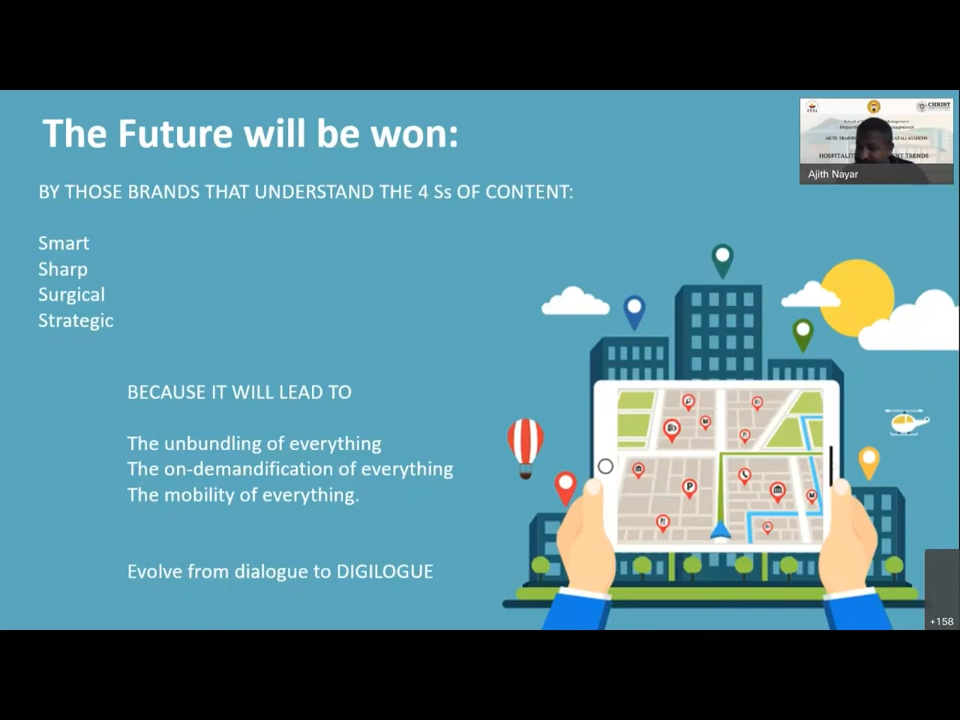 The Future will be won:
BY THOSE BRANDS THAT UNDERSTAND THE 4 Ss OF CONTENT:
Smart
Sharp
Surgical
Strategic
BECAUSE IT WILL LEAD TO
The unbundling of everything
The on-demandification of everything
The mobility of everything.
Evolve from dialogue to DIGILOGUE
CHRIST
Ajith Nayar
P
+158